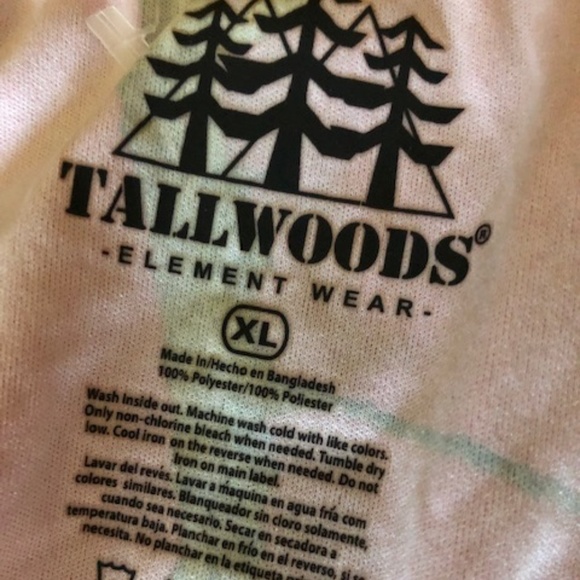 TALLWOODS®
-ELEMENT WEAR-
XL
Made In/Hecho en Bangladesh
100% Polyester/100% Poliester
Wash Inside out. Machine wash cold with like colors.
Only non-chlorine bleach when needed. Tumble dry
low. Cool iron on the reverse when needed. Do not
Iron on main label.
Lavar del revés. Lavar a maquina en agua fría com
colores similares. Blanqueador sin cloro solamente,
cuando sea necesario. Secar en secadora a
temperatura baja. Planchar en frío en el reverso, si se
necesita. No planchar en la etiqueta